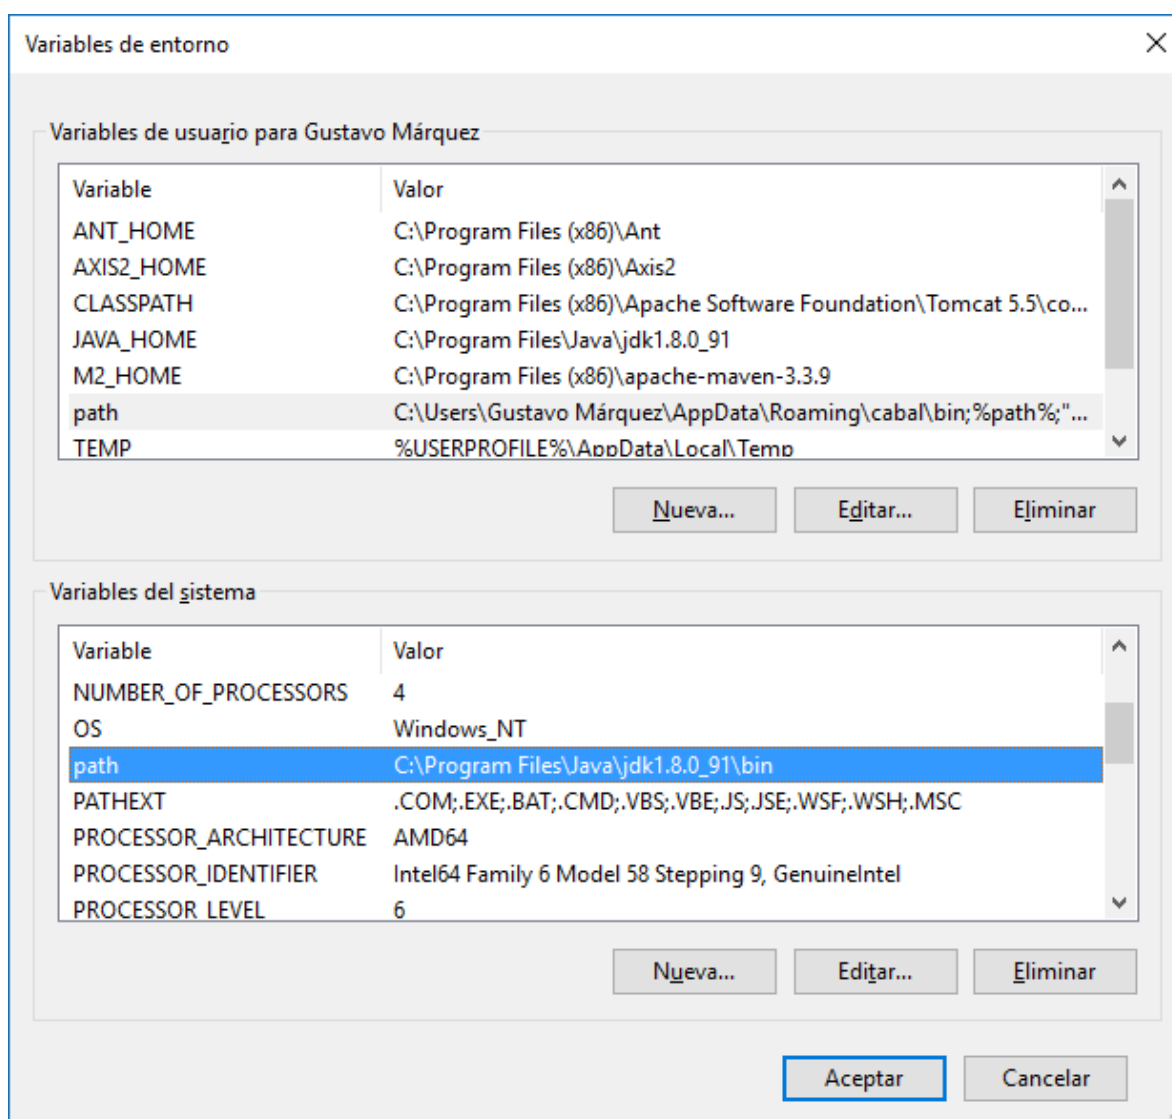 Variables de entorno
Variables de usuario para Gustavo Márquez
Variable Valor
ANT_HOME C:\Program Files (x86)\Ant
AXIS2_HOME C:\Program Files (x86)\Axis2
CLASSPATH C:\Program Files (x86)\Apache Software Foundation\Tomcat 5.5\co...
JAVA_HOME C:\Program Files\Java\jdk1.8.0_91
M2_HOME C:\Program Files (x86)\apache-maven-3.3.9
path C:\Users\Gustavo Márquez\AppData\Roaming\cabal\bin;%path%;"...
TEMP %USERPROFILE%\AppData\Local\Temp
Nueva... Editar... Eliminar
Variables del sistema
Variable Valor
NUMBER_OF_PROCESSORS 4
OS Windows_NT
path C:\Program Files\Java\jdk1.8.0_91\bin
PATHEXT .COM;.EXE;.BAT;.CMD;.VBS;.VBE;.JS;.JSE;.WSF;.WSH;.MSC
PROCESSOR_ARCHITECTURE AMD64
PROCESSOR_IDENTIFIER Intel64 Family 6 Model 58 Stepping 9, GenuineIntel
PROCESSOR_LEVEL 6
Nueva... Editar... Eliminar
Aceptar Cancelar